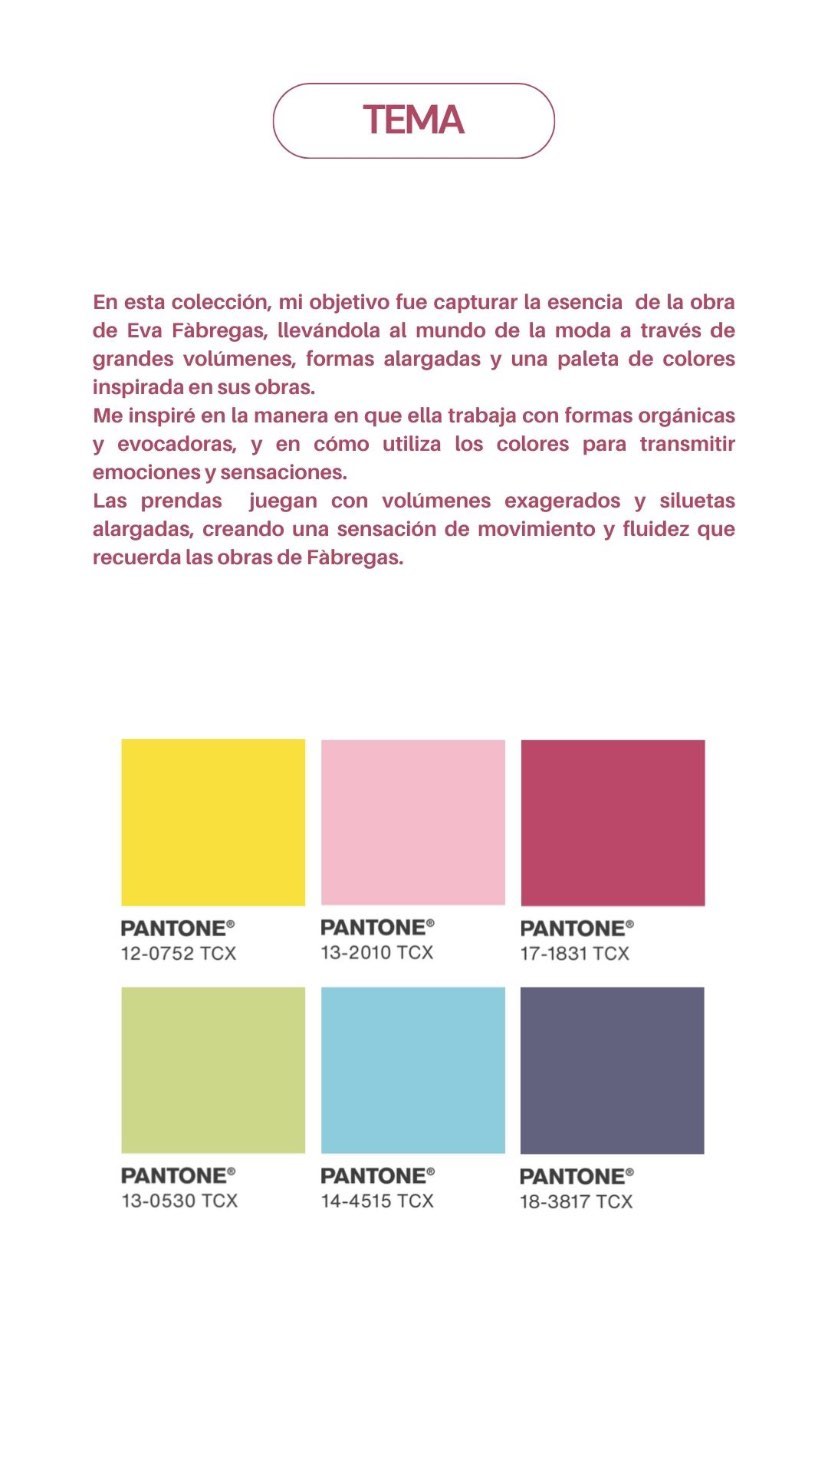 TEMA
En esta colección, mi objetivo fue capturar la esencia  de la obra
de Eva Fàbregas, llevándola al mundo de la moda a través de
grandes volúmenes, formas alargadas y una paleta de colores
inspirada en sus obras.
Me inspiré en la manera en que ella trabaja con formas orgánicas
y evocadoras, y en cómo utiliza los colores para transmitir
emociones y sensaciones.
Las prendas  juegan con volúmenes exagerados y siluetas
alargadas, creando una sensación de movimiento y fluidez que
recuerda las obras de Fàbregas.
PANTONE®
12-0752 TCX
PANTONE®
13-2010 TCX
PANTONE®
17-1831 TCX
PANTONE®
13-0530 TCX
PANTONE®
14-4515 TCX
PANTONE®
18-3817 TCX